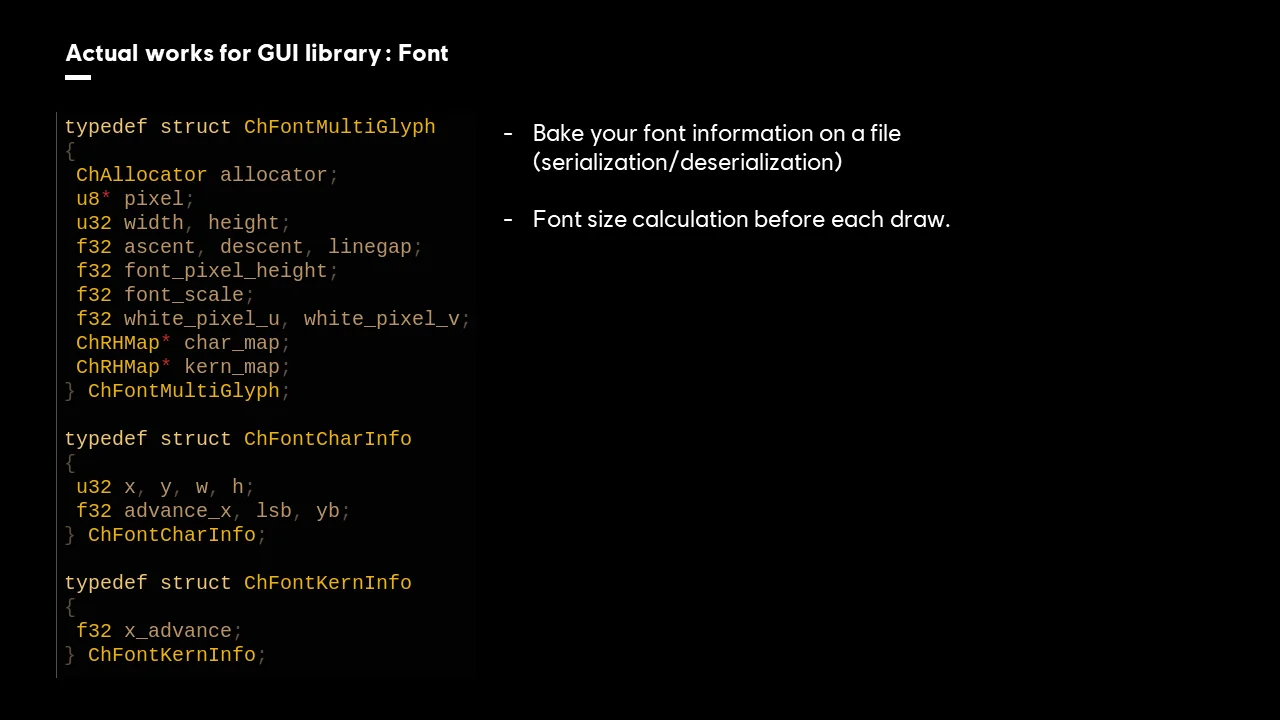 Actual works for GUI library : Font
typedef struct ChFontMultiGlyph
{
ChAllocator allocator;
u8* pixel;
u32 width, height;
f32 ascent, descent, linegap;
f32 font_pixel_height;
f32 font_scale;
f32 white_pixel_u, white_pixel_v;
ChRHMap* char_map;
ChRHMap* kern_map;
} ChFontMultiGlyph;
typedef struct ChFontCharInfo
{
u32 x, y, w, h;
f32 advance_x, lsb, yb;
} ChFontCharInfo;
typedef struct ChFontKernInfo
{
f32 x_advance;
} ChFontKernInfo;
- Bake your font information on a file
(serialization/deserialization)
- Font size calculation before each draw.